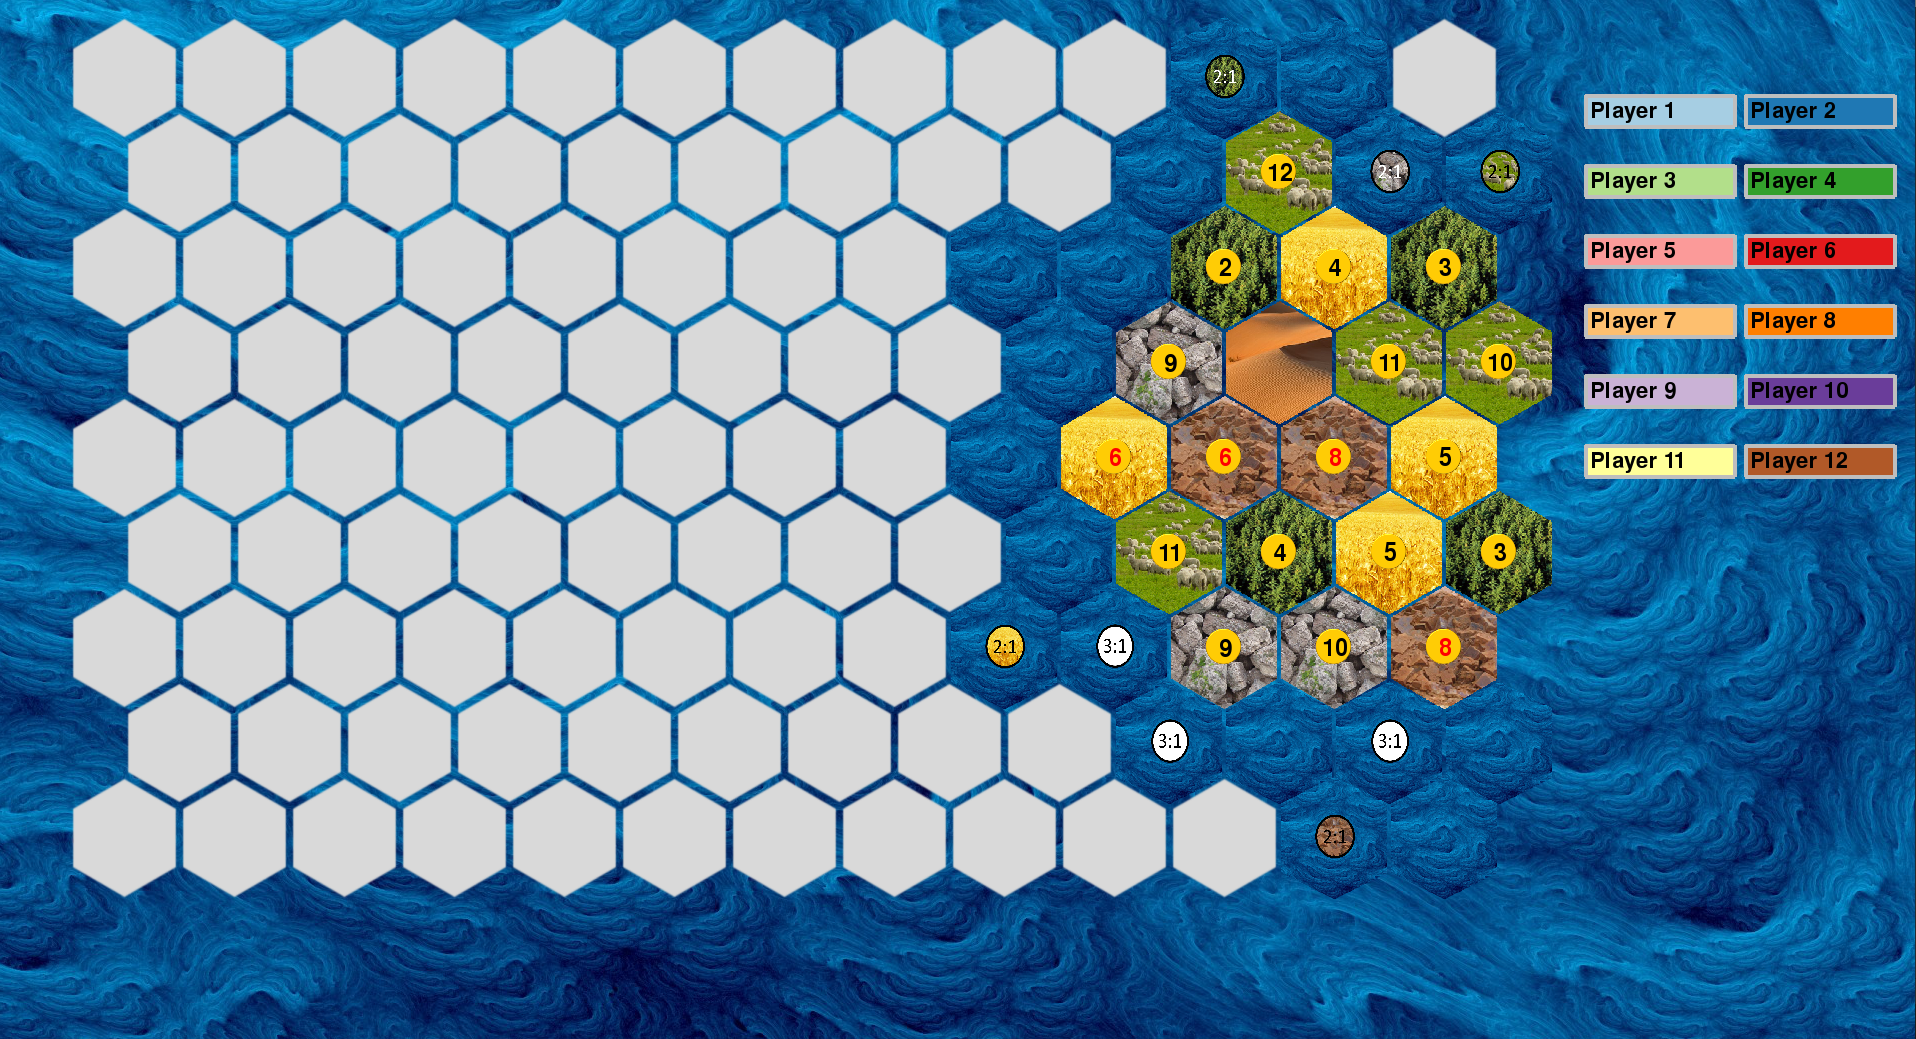 2:1
Player 1 Player 2
12 2:1 2:1
Player 3 Player 4
2 4 3
Player 5 Player 6
9 11 10
Player 7 Player 8
Player 9 Player 10
6 6 8 5
Player 11 Player 12
11 4 5 3
2:1 3:1 9 10 8
3:1 3:1
2:1